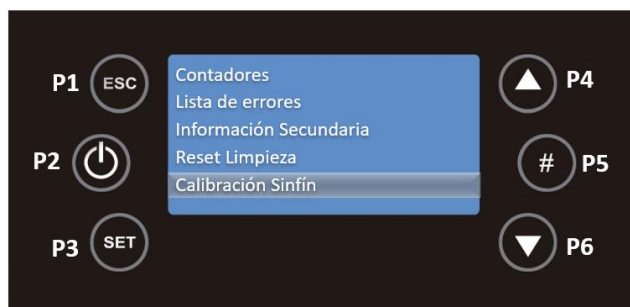 P1 ESC
Contadores
Lista de errores
Información Secundaria
Reset Limpieza
Calibración Sinfín
P2
P3 SET
P4
# P5
P6